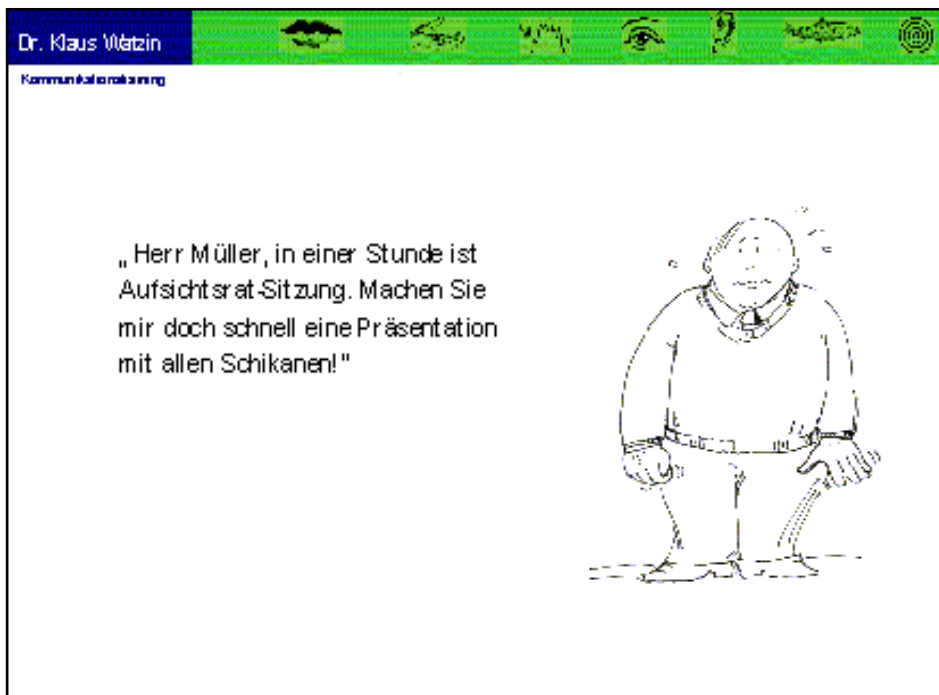 Dr. Klaus Watzin
Kommunikationstraining
„Herr Müller, in einer Stunde ist
Aufsichtsrat-Sitzung. Machen Sie
mir doch schnell eine Präsentation
mit allen Schikanen!"